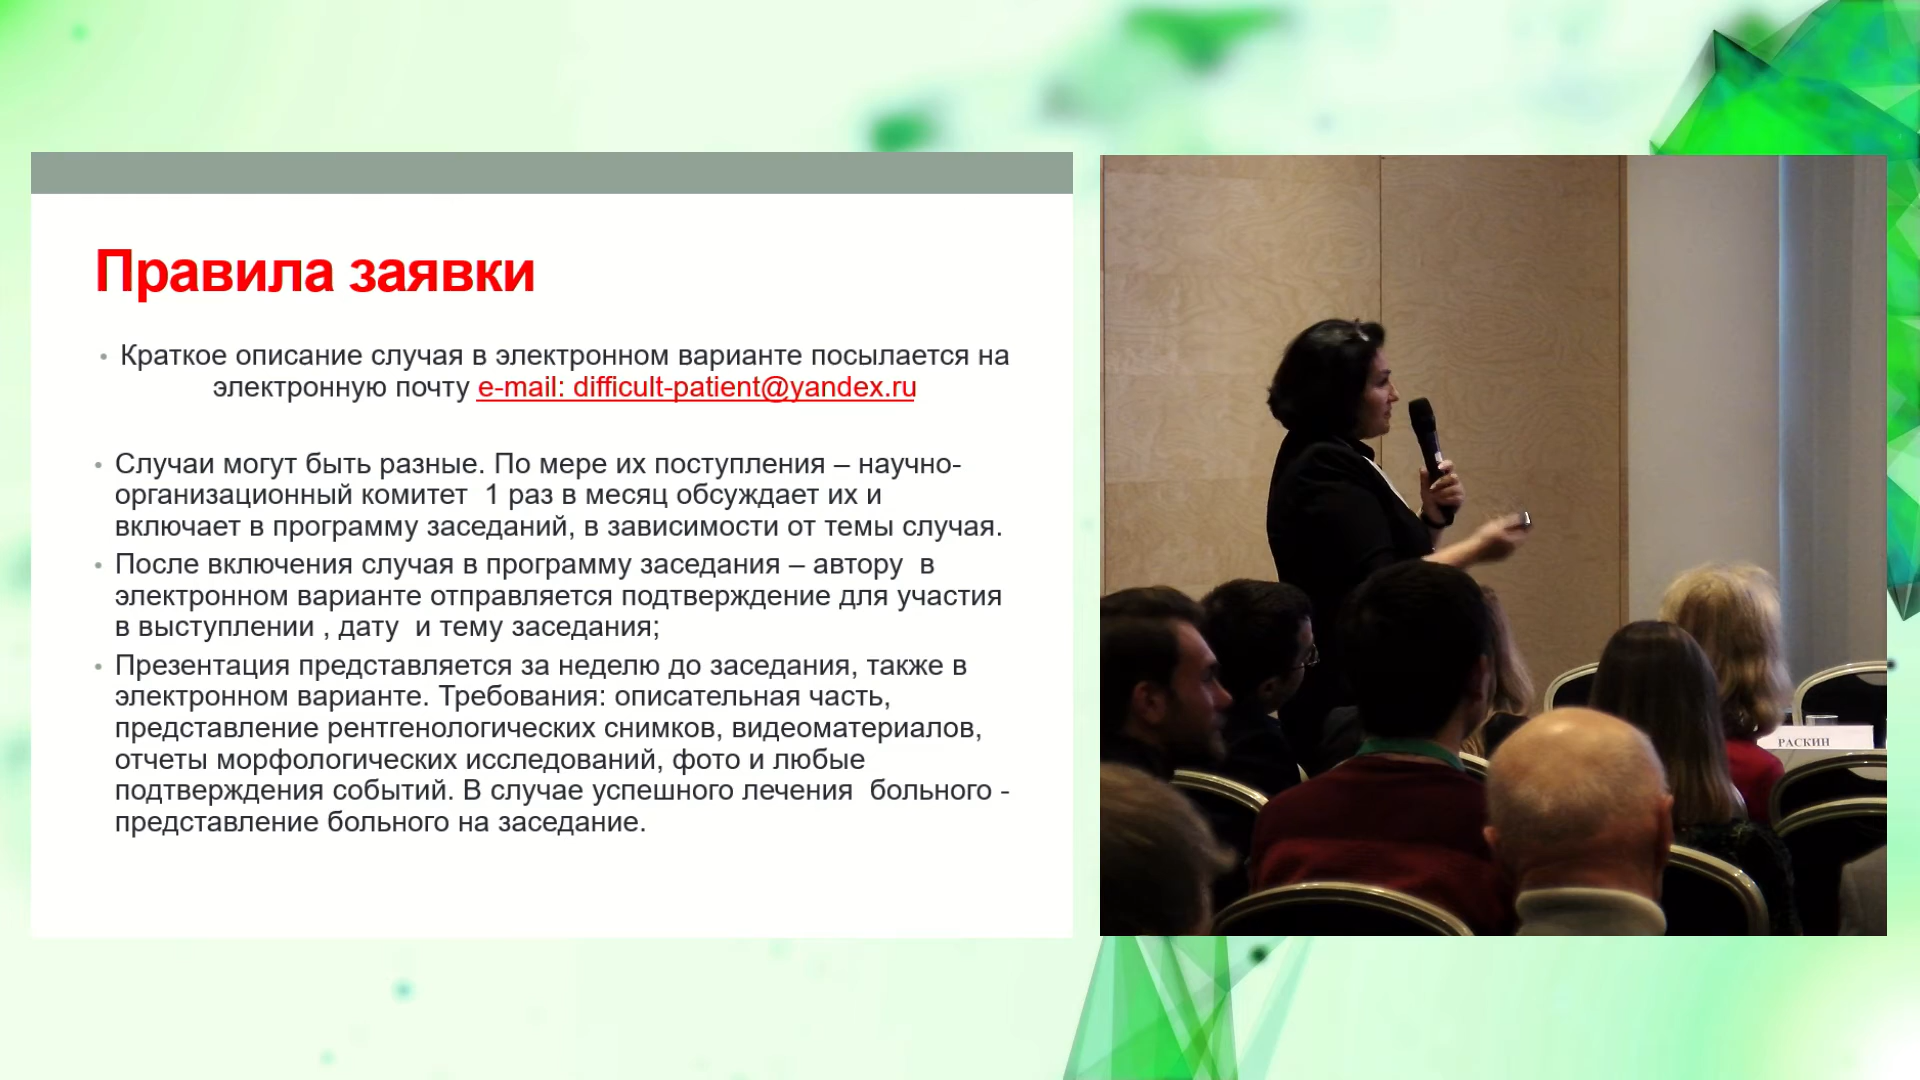 Правила заявки
• Краткое описание случая в электронном варианте посылается на
электронную почту e-mail: difficult-patient@yandex.ru
• Случаи могут быть разные. По мере их поступления – научно-
организационный комитет 1 раз в месяц обсуждает их и
включает в программу заседаний, в зависимости от темы случая.
• После включения случая в программу заседания – автору в
электронном варианте отправляется подтверждение для участия
в выступлении , дату и тему заседания;
• Презентация представляется за неделю до заседания, также в
электронном варианте. Требования: описательная часть,
представление рентгенологических снимков, видеоматериалов,
отчеты морфологических исследований, фото и любые
подтверждения событий. В случае успешного лечения больного -
представление больного на заседание.
РАСКИН